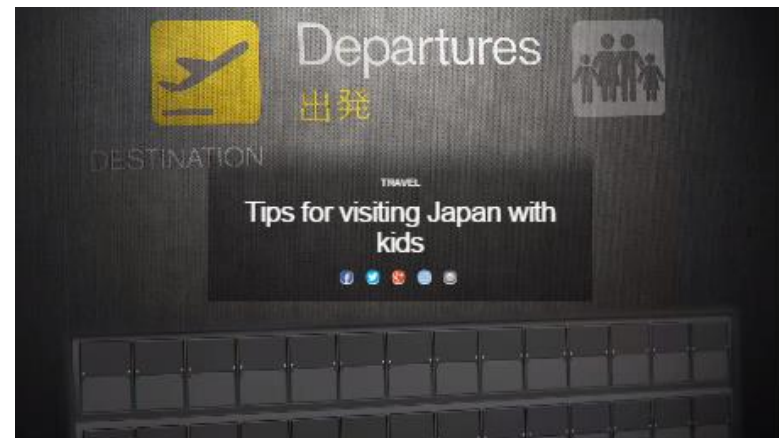 Departures
出発
DESTINATION
TRAVEL
Tips for visiting Japan with
kids